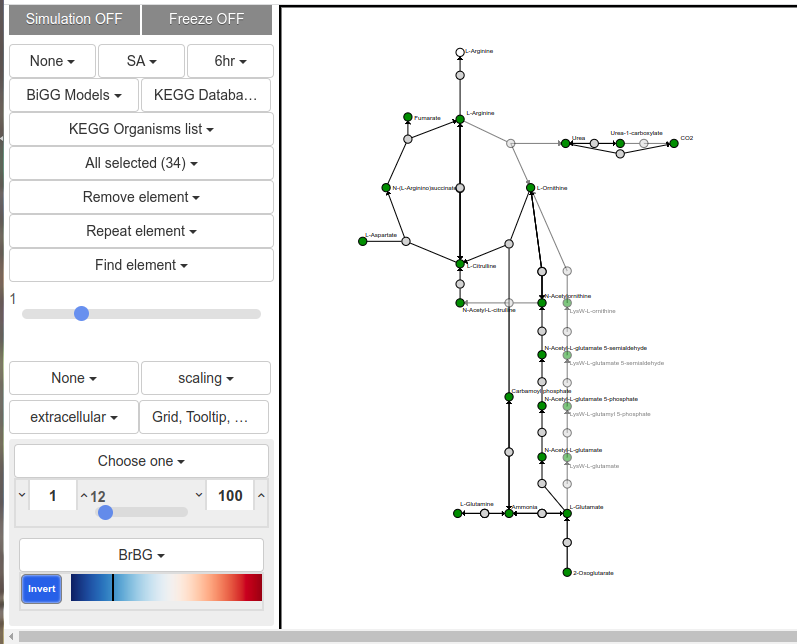 Simulation OFF
Freeze OFF
None
SA
6hr
BiGG Models
KEGG Databa…
KEGG Organisms list
All selected (34)
Remove element
Repeat element
Find element
1
None
scaling
extracellular
Grid, Tooltip, …
Choose one
1
12
100
BrBG
Invert
L-Arginine
L-Arginine
Fumarate
Urea
Urea-1-carboxylate
CO2
N-(L-Arginino)succinate
L-Ornithine
L-Aspartate
L-Citrulline
N-Acetylornithine
N-Acetyl-L-citrulline
LysW-L-ornithine
N-Acetyl-L-glutamate 5-semialdehyde
LysW-L-glutamate 5-semialdehyde
Carbamoyl phosphate
N-Acetyl-L-glutamate 5-phosphate
LysW-L-glutamyl 5-phosphate
N-Acetyl-L-glutamate
LysW-L-glutamate
L-Glutamine
Ammonia
L-Glutamate
2-Oxoglutarate